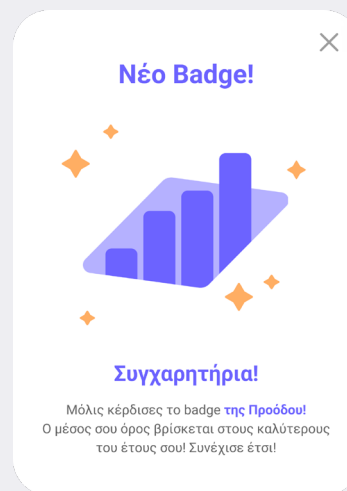 Νέο Badge!
Συγχαρητήρια!
Μόλις κέρδισες το badge της Προόδου!
Ο μέσος σου όρος βρίσκεται στους καλύτερους
του έτους σου! Συνέχισε έτσι!